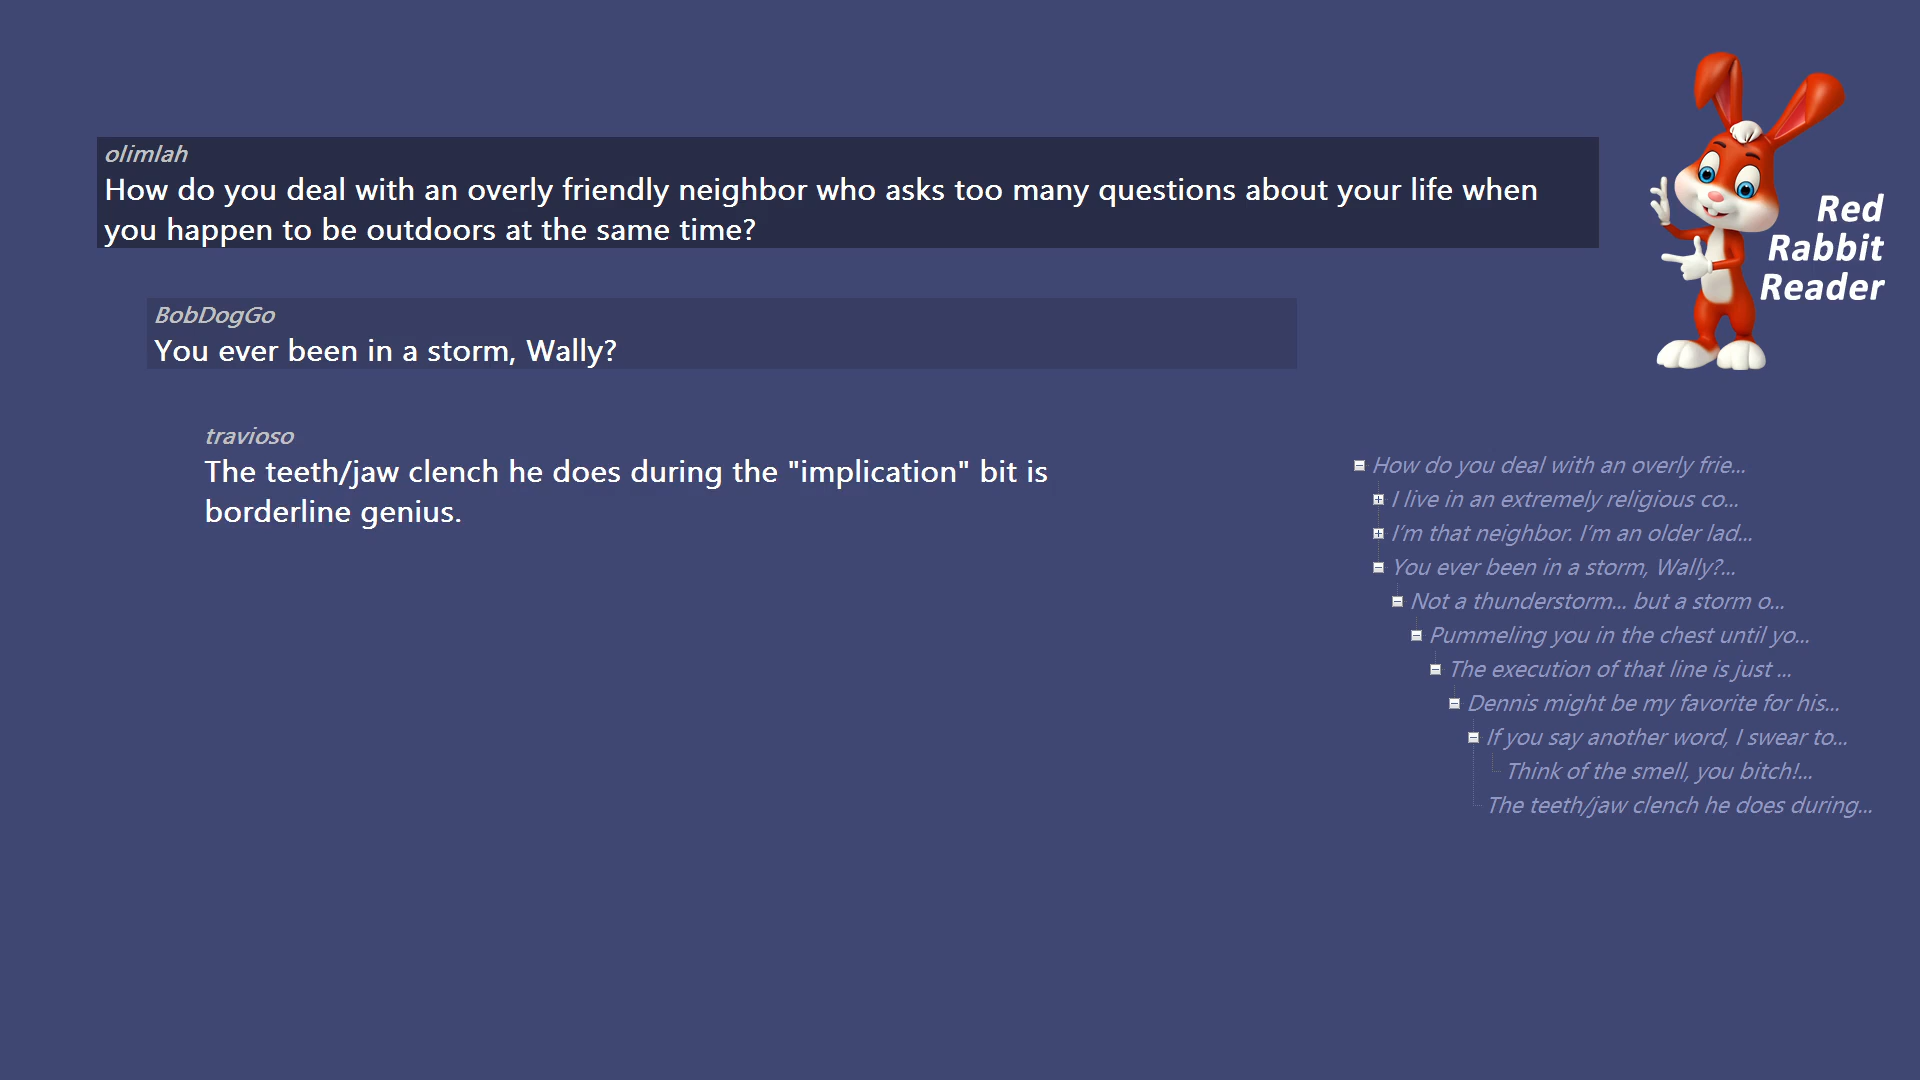 olimlah
How do you deal with an overly friendly neighbor who asks too many questions about your life when
you happen to be outdoors at the same time?
BobDogGo
You ever been in a storm, Wally?
travioso
The teeth/jaw clench he does during the "implication" bit is
borderline genius.
Red
Rabbit
Reader
How do you deal with an overly frie...
I live in an extremely religious co...
I’m that neighbor. I’m an older lad...
You ever been in a storm, Wally?...
Not a thunderstorm... but a storm o...
Pummeling you in the chest until yo...
The execution of that line is just ...
Dennis might be my favorite for his...
If you say another word, I swear to...
Think of the smell, you bitch!...
The teeth/jaw clench he does during...